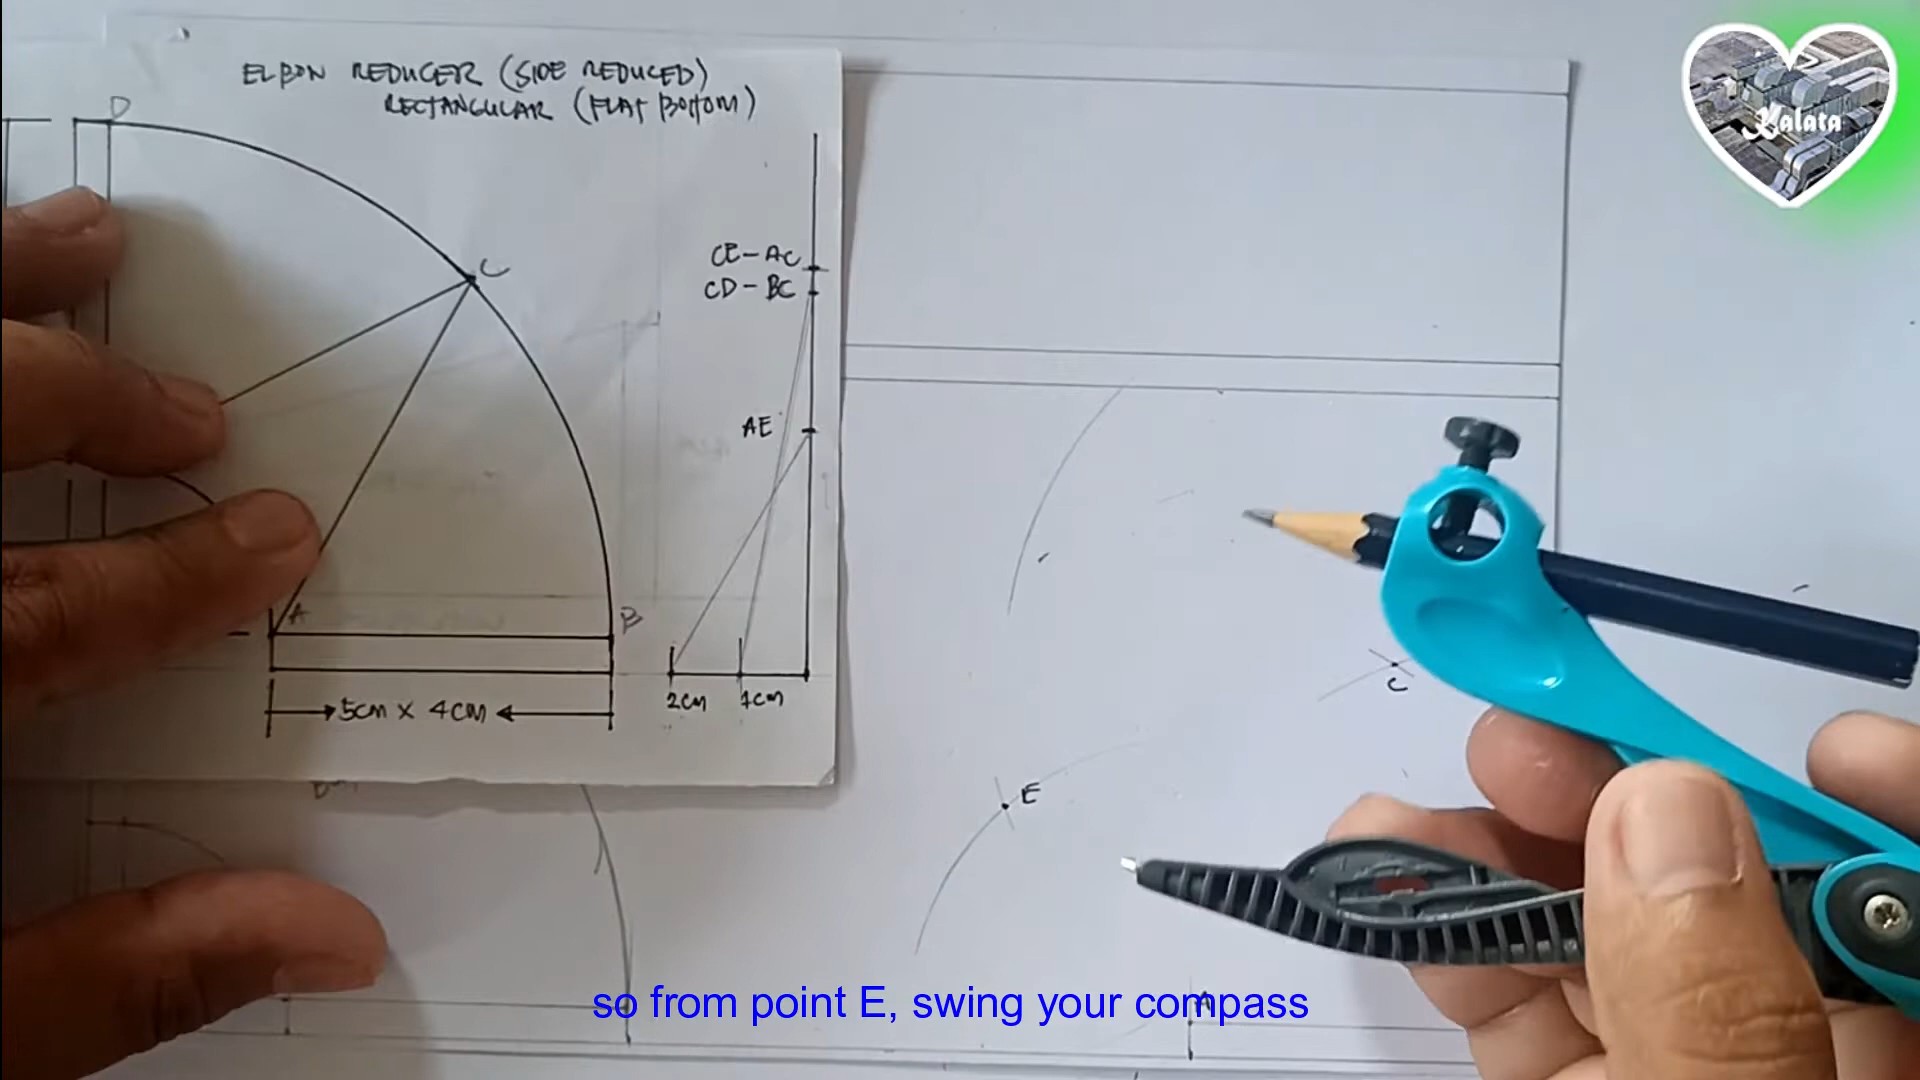 ELBOW REDUCER (SIDE REDUCED)
RECTANGULAR (FLAT BOTTOM)
Kalata
D
C
CE-AC
CD-BC
AE
A
B
2cm
1cm
5cm x 4cm
C
E
A
so from point E, swing your compass